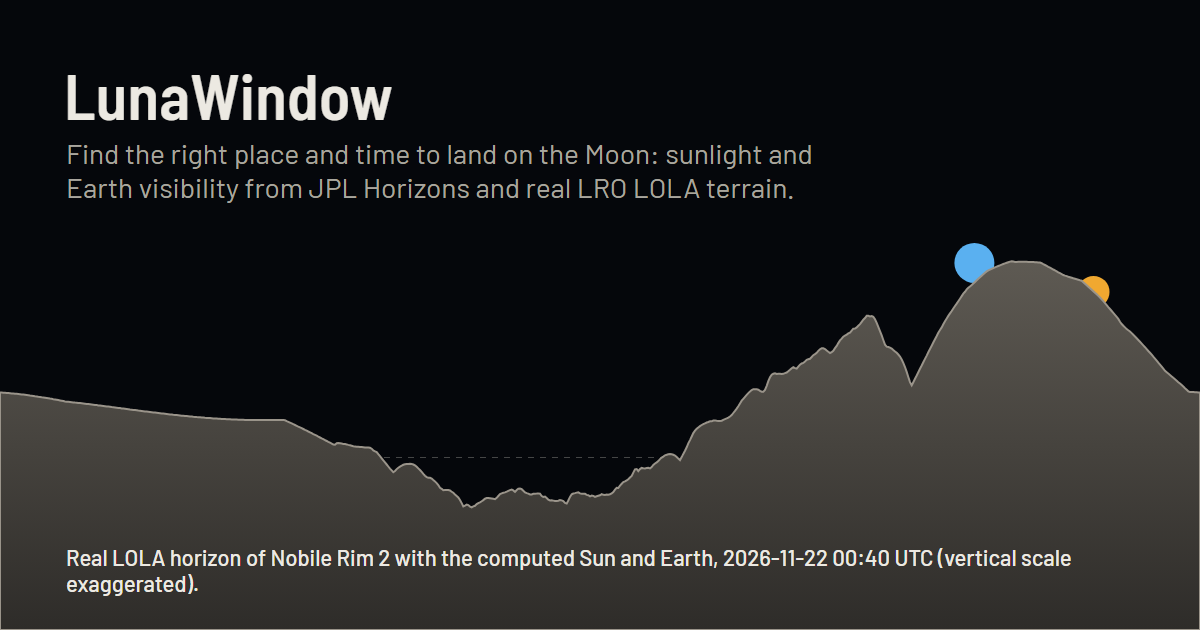 LunaWindow
Find the right place and time to land on the Moon: sunlight and
Earth visibility from JPL Horizons and real LRO LOLA terrain.
Real LOLA horizon of Nobile Rim 2 with the computed Sun and Earth, 2026-11-22 00:40 UTC (vertical scale
exaggerated).